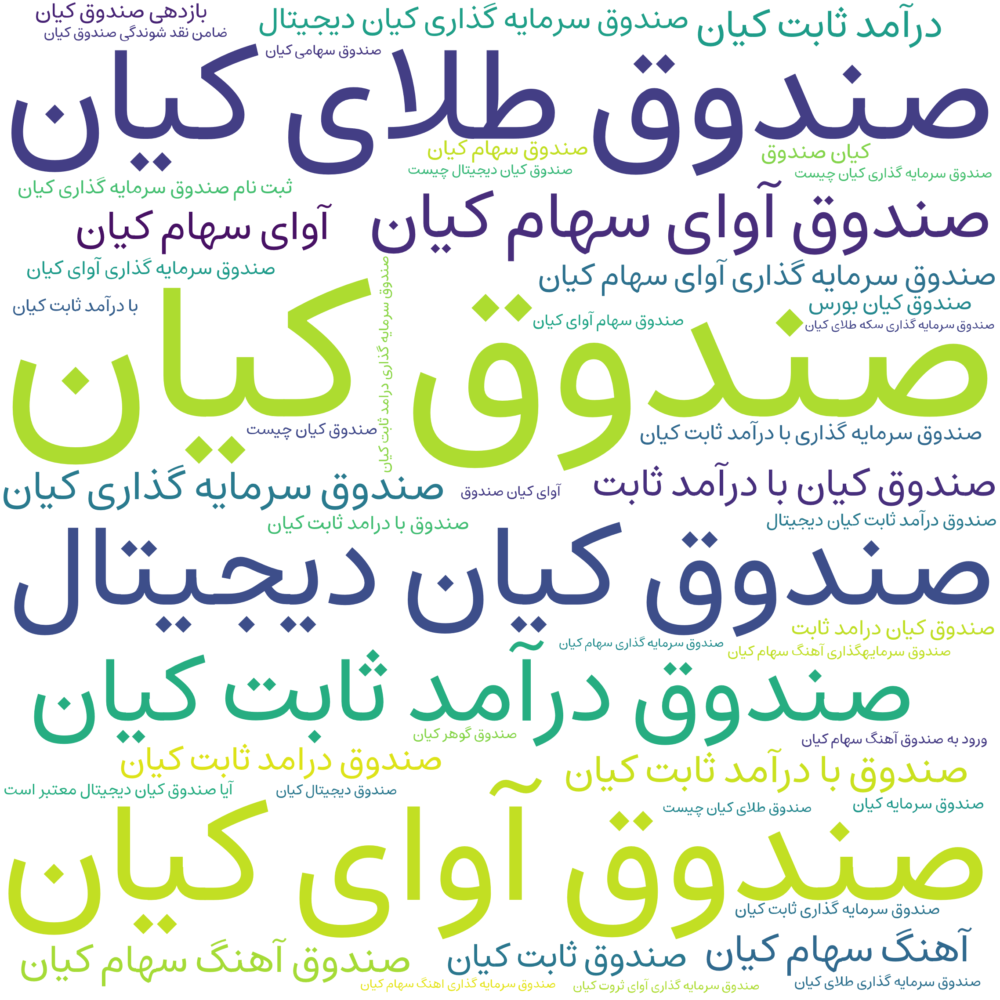 درآمد ثابت کیان
صندوق سرمایه گذاری کیان دیجیتال
بازدهی صندوق کیان
ضامن نقد شوندگی صندوق کیان
صندوق سهامی کیان
صندوق طلای کیان
صندوق سهام کیان
کیان صندوق
صندوق کیان دیجیتال چیست
صندوق سرمایه گذاری کیان چیست
ثبت نام صندوق سرمایه گذاری کیان
صندوق آوای سهام کیان
آوای سهام کیان
صندوق سرمایه گذاری آوای کیان
صندوق سرمایه گذاری آوای سهام کیان
صندوق کیان بورس
با درآمد ثابت کیان
صندوق سهام آوای کیان
صندوق سرمایه گذاری سکه طلای کیان
صندوق سرمایه گذاری درامد ثابت کیان
صندوق کیان
صندوق کیان چیست
صندوق سرمایه گذاری با درآمد ثابت کیان
صندوق کیان با درآمد ثابت
آوای کیان صندوق
صندوق سرمایه گذاری کیان
صندوق درآمد ثابت کیان دیجیتال
صندوق با درامد ثابت کیان
صندوق کیان دیجیتال
صندوق کیان درامد ثابت
صندوق سرمایه گذاری سهام کیان
صندوق سرمایهگذاری آهنگ سهام کیان
صندوق درآمد ثابت کیان
صندوق گوهر کیان
ورود به صندوق آهنگ سهام کیان
صندوق درامد ثابت کیان
صندوق با درآمد ثابت کیان
آیا صندوق کیان دیجیتال معتبر است
صندوق دیجیتال کیان
صندوق سرمایه کیان
صندوق طلای کیان چیست
صندوق آوای کیان
صندوق سرمایه گذاری ثابت کیان
آهنگ سهام کیان
صندوق ثابت کیان
صندوق آهنگ سهام کیان
صندوق سرمایه گذاری طلای کیان
صندوق سرمایه گذاری آوای ثروت کیان
صندوق سرمایه گذاری اهنگ سهام کیان